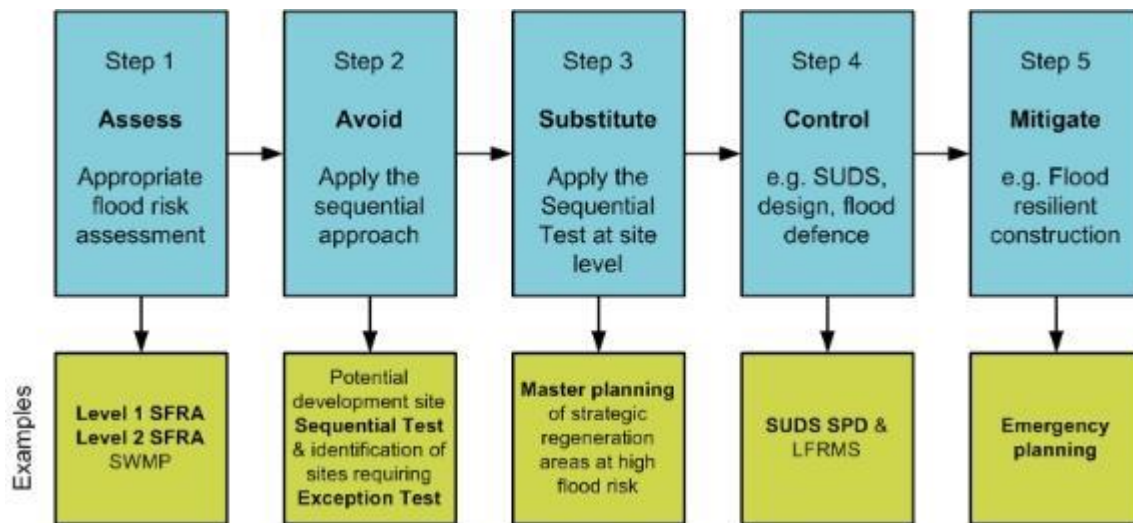 Step 1
Assess
Appropriate
flood risk
assessment
Step 2
Avoid
Apply the
sequential
approach
Step 3
Substitute
Apply the
Sequential
Test at site
level
Step 4
Control
e.g. SUDS,
design, flood
defence
Step 5
Mitigate
e.g. Flood
resilient
construction
Examples
Level 1 SFRA
Level 2 SFRA
SWMP
Potential
development site
Sequential Test
& identification of
sites requiring
Exception Test
Master planning
of strategic
regeneration
areas at high
flood risk
SUDS SPD &
LFRMS
Emergency
planning